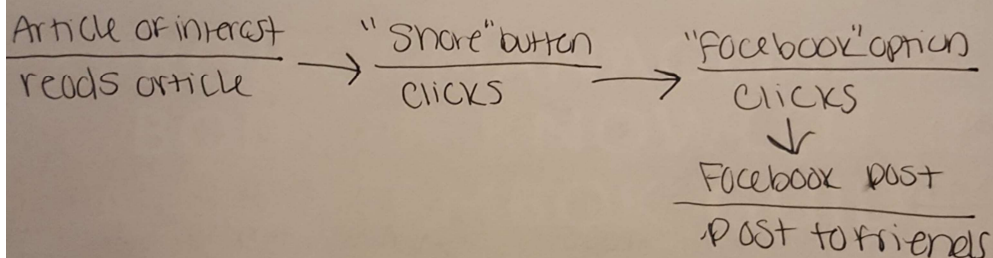 Article of interest
reads article
"Share" button
clicks
"Facebook" option
clicks
Facebook post
post to friends